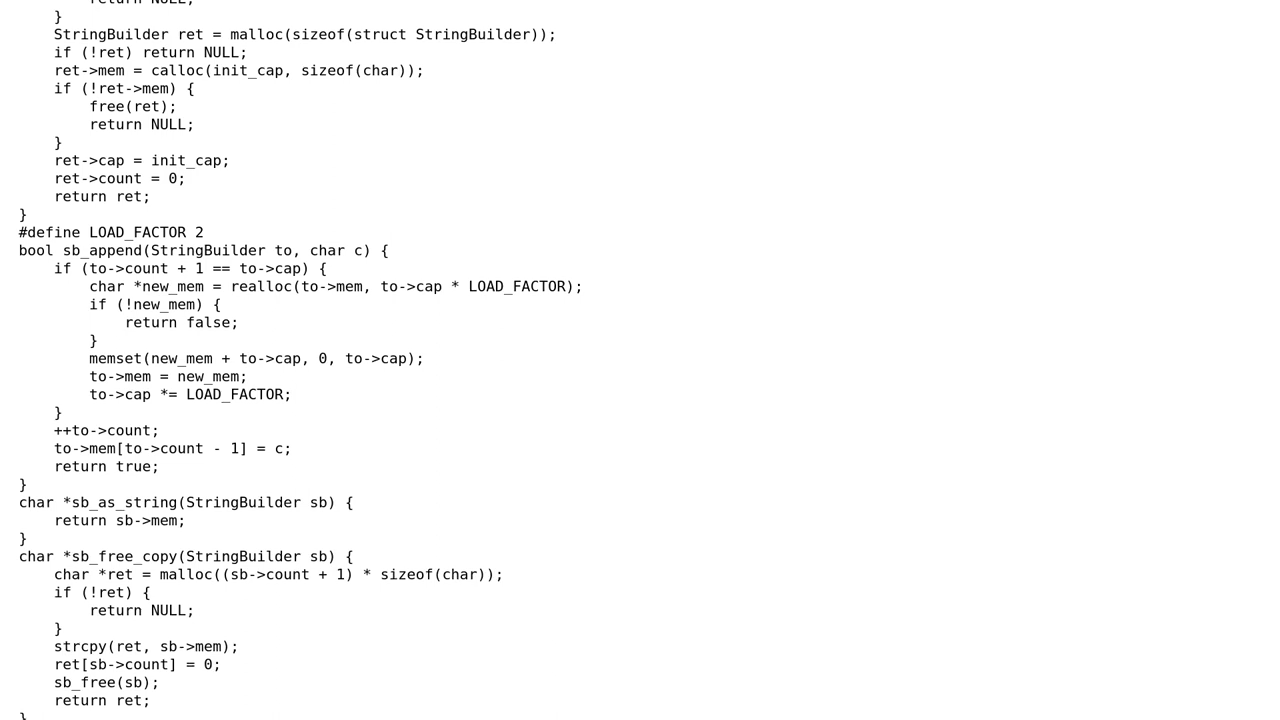 return NULL;
    }
    StringBuilder ret = malloc(sizeof(struct StringBuilder));
    if (!ret) return NULL;
    ret->mem = calloc(init_cap, sizeof(char));
    if (!ret->mem) {
        free(ret);
        return NULL;
    }
    ret->cap = init_cap;
    ret->count = 0;
    return ret;
}
#define LOAD_FACTOR 2
bool sb_append(StringBuilder to, char c) {
    if (to->count + 1 == to->cap) {
        char *new_mem = realloc(to->mem, to->cap * LOAD_FACTOR);
        if (!new_mem) {
            return false;
        }
        memset(new_mem + to->cap, 0, to->cap);
        to->mem = new_mem;
        to->cap *= LOAD_FACTOR;
    }
    ++to->count;
    to->mem[to->count - 1] = c;
    return true;
}
char *sb_as_string(StringBuilder sb) {
    return sb->mem;
}
char *sb_free_copy(StringBuilder sb) {
    char *ret = malloc((sb->count + 1) * sizeof(char));
    if (!ret) {
        return NULL;
    }
    strcpy(ret, sb->mem);
    ret[sb->count] = 0;
    sb_free(sb);
    return ret;
}